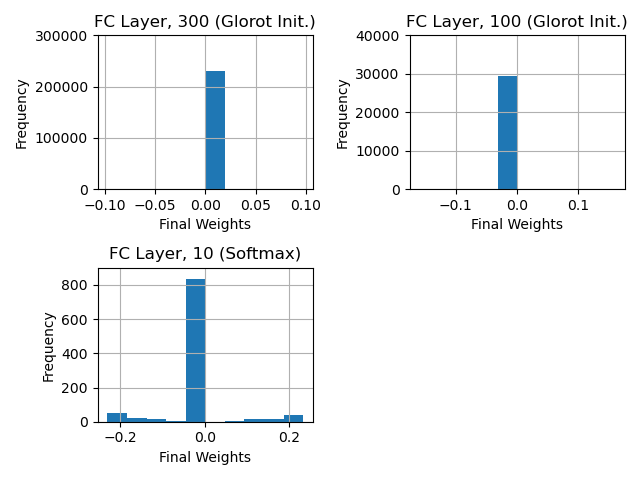 FC Layer, 300 (Glorot Init.)
300000
200000
100000
0
Frequency
−0.10 −0.05 0.00 0.05 0.10
Final Weights
FC Layer, 100 (Glorot Init.)
40000
30000
20000
10000
0
Frequency
−0.1 0.0 0.1
Final Weights
FC Layer, 10 (Softmax)
800
600
400
200
0
Frequency
−0.2 0.0 0.2
Final Weights